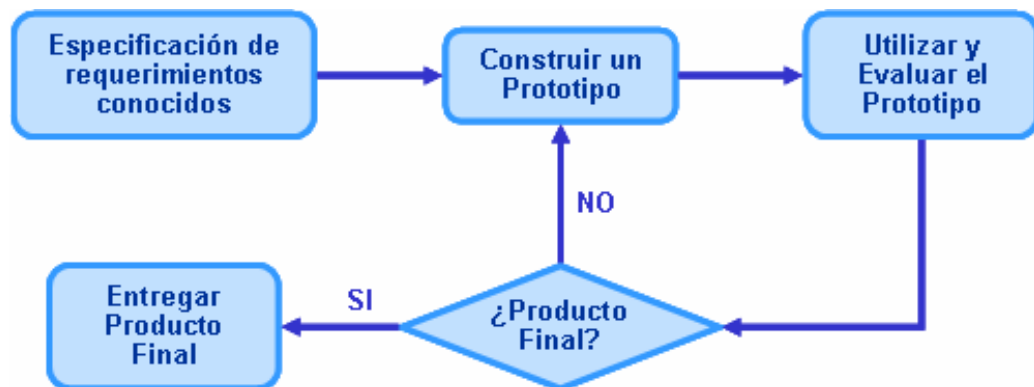 Especificación de
requerimientos
conocidos
Construir un
Prototipo
Utilizar y
Evaluar el
Prototipo
NO
¿Producto
Final?
SI
Entregar
Producto
Final